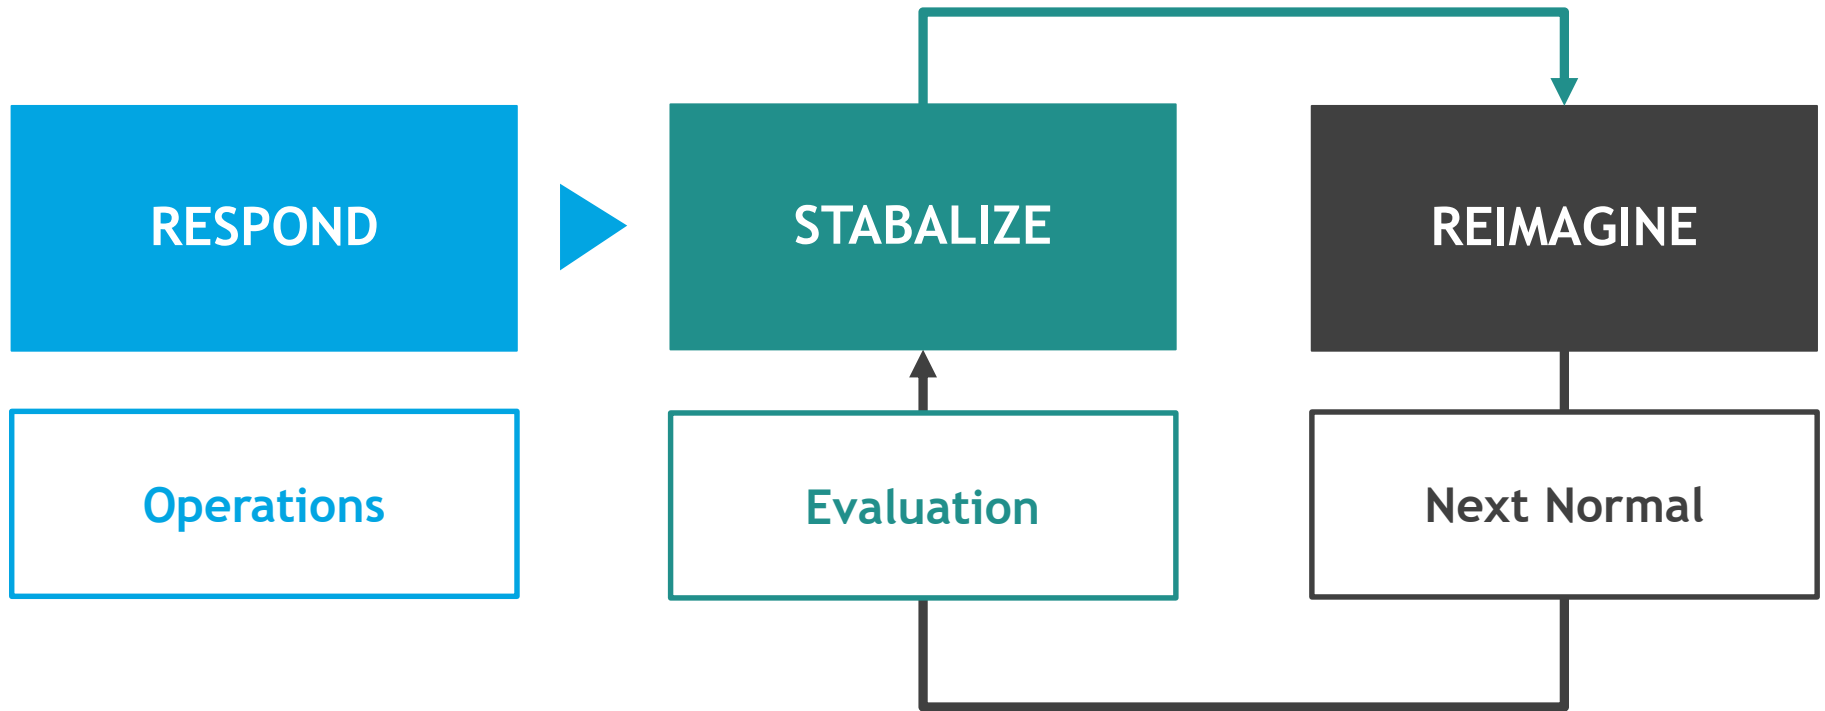 RESPOND
STABALIZE
REIMAGINE
Operations
Evaluation
Next Normal